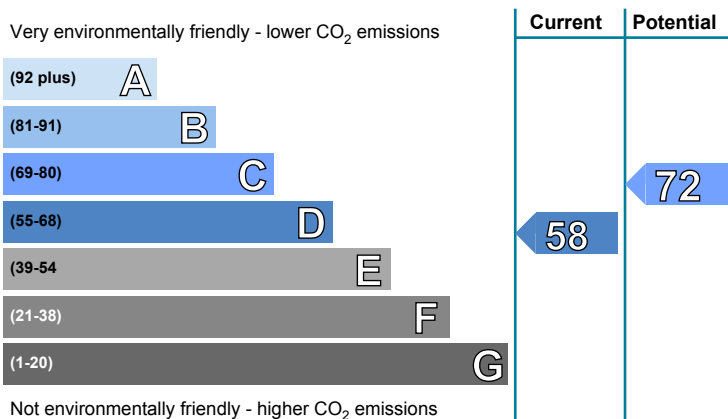 Current Potential
Very environmentally friendly - lower CO₂ emissions
(92 plus) A
(81-91) B
(69-80) C
72
(55-68) D
58
(39-54 E
(21-38) F
(1-20) G
Not environmentally friendly - higher CO₂ emissions